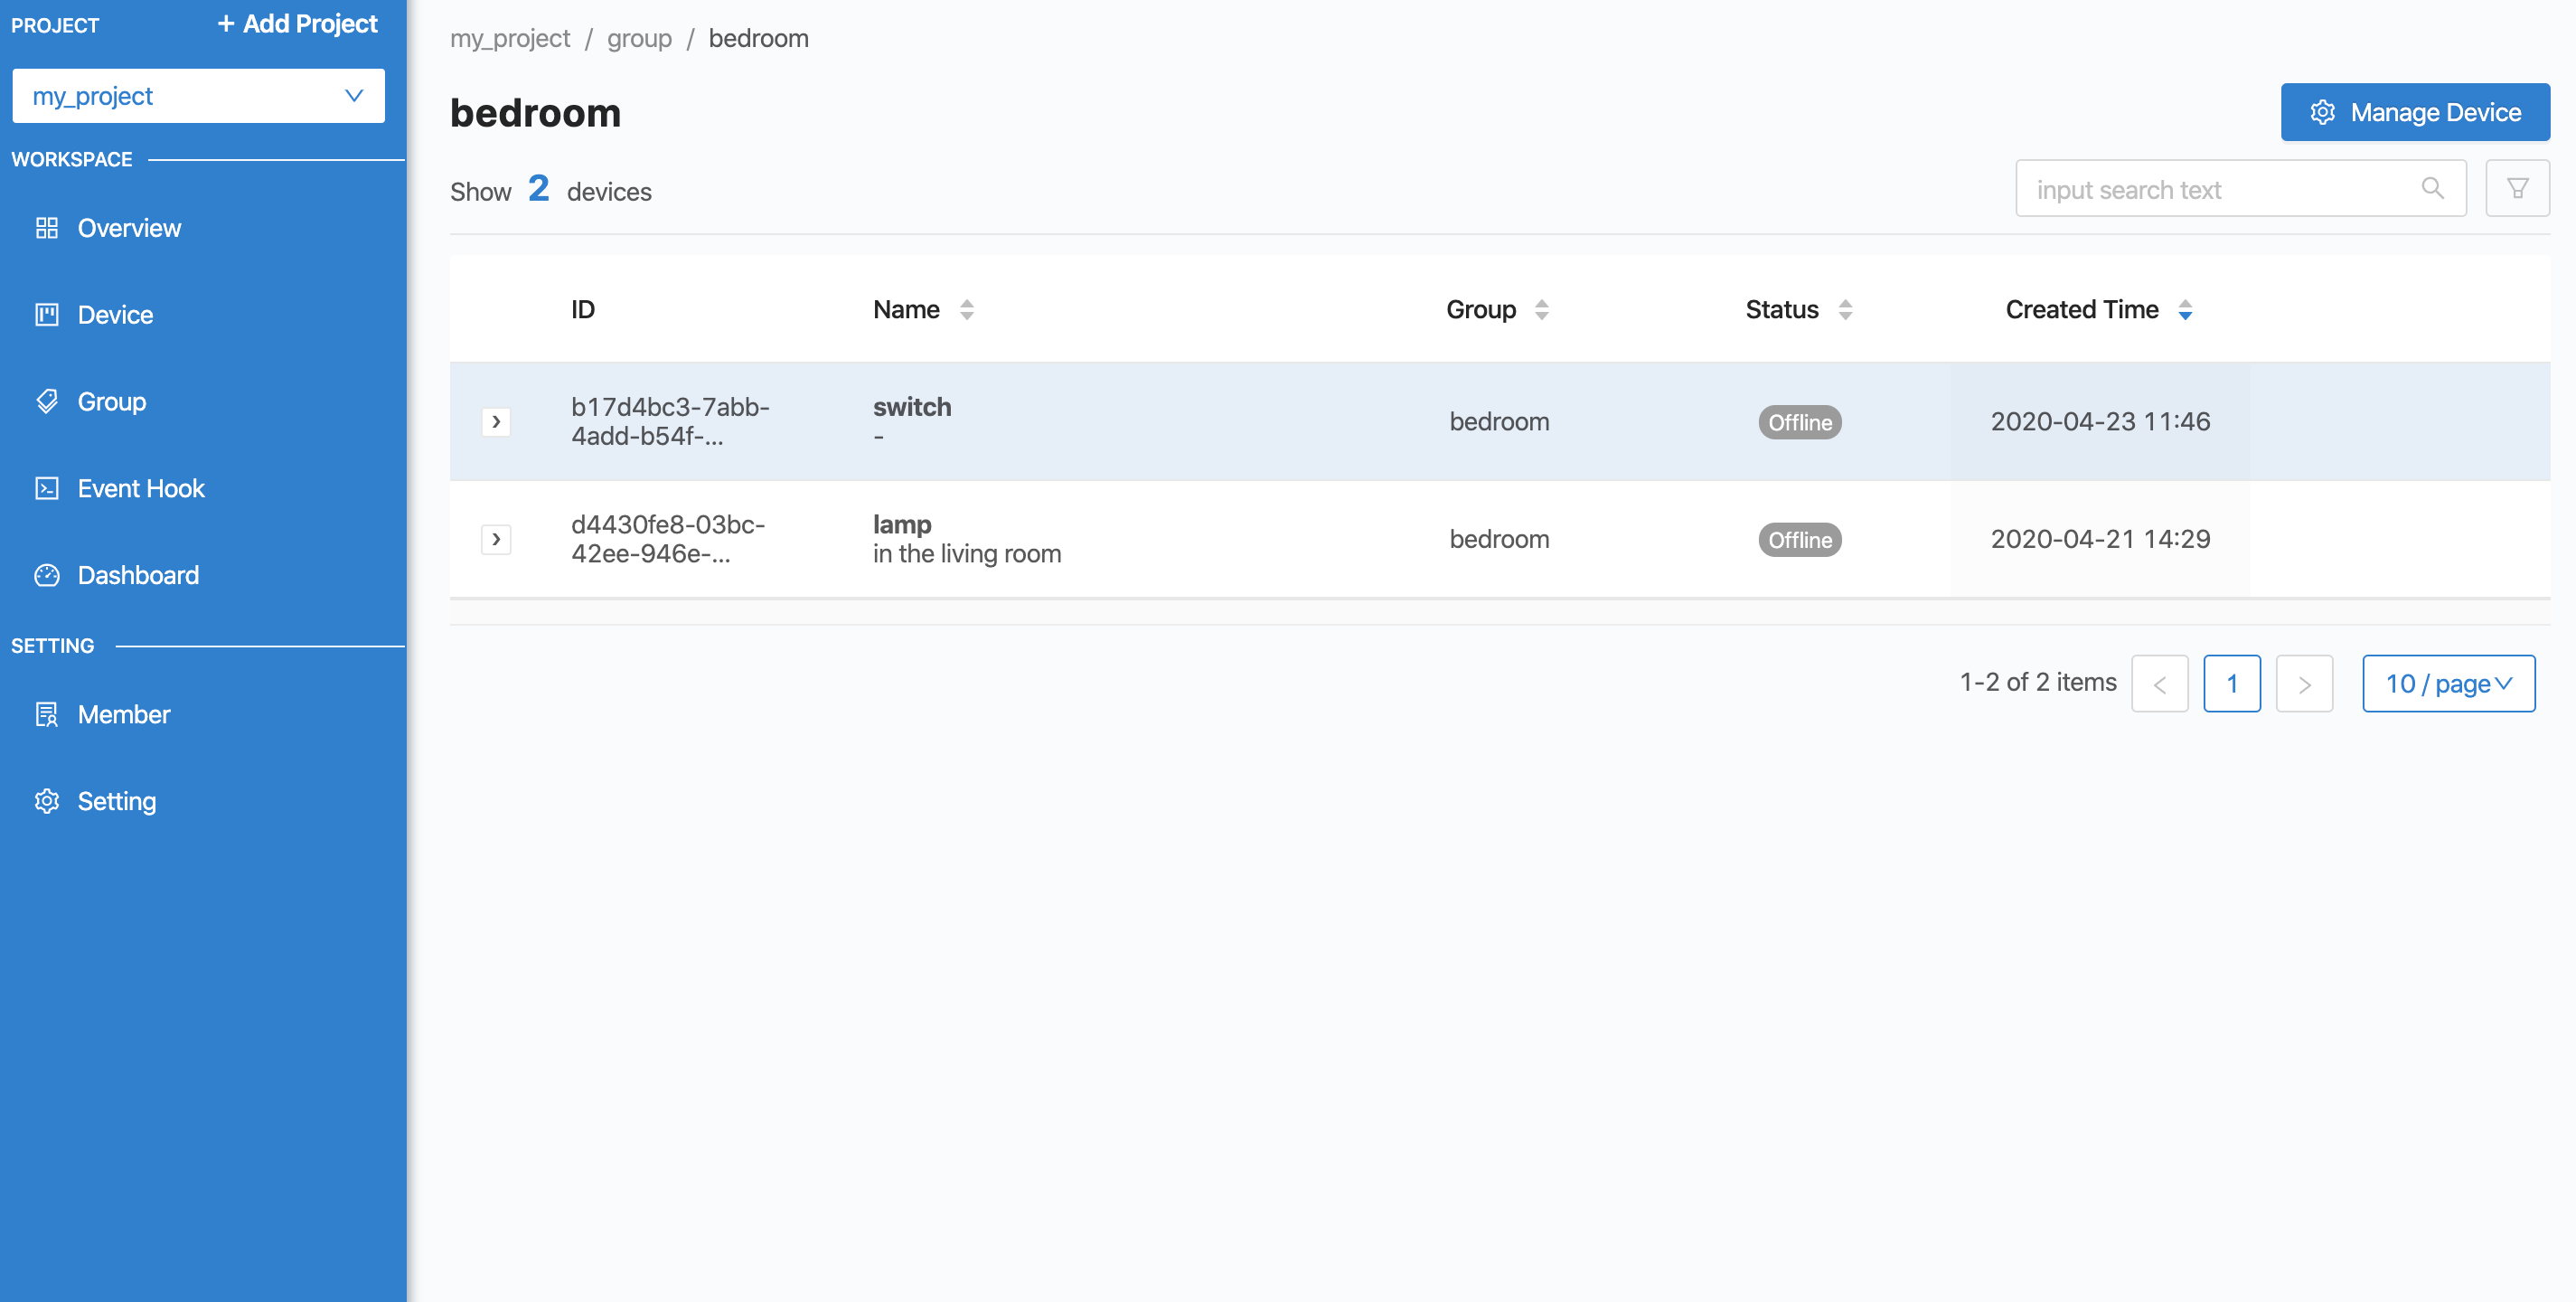 PROJECT
+ Add Project
my_project
WORKSPACE
Overview
Device
Group
Event Hook
Dashboard
SETTING
Member
Setting
my_project / group / bedroom
bedroom
Manage Device
Show 2 devices
input search text
ID Name Group Status Created Time
b17d4bc3-7abb-
4add-b54f-...
switch
-
bedroom
Offline
2020-04-23 11:46
d4430fe8-03bc-
42ee-946e-...
lamp
in the living room
bedroom
Offline
2020-04-21 14:29
1-2 of 2 items < 1 > 10 / page